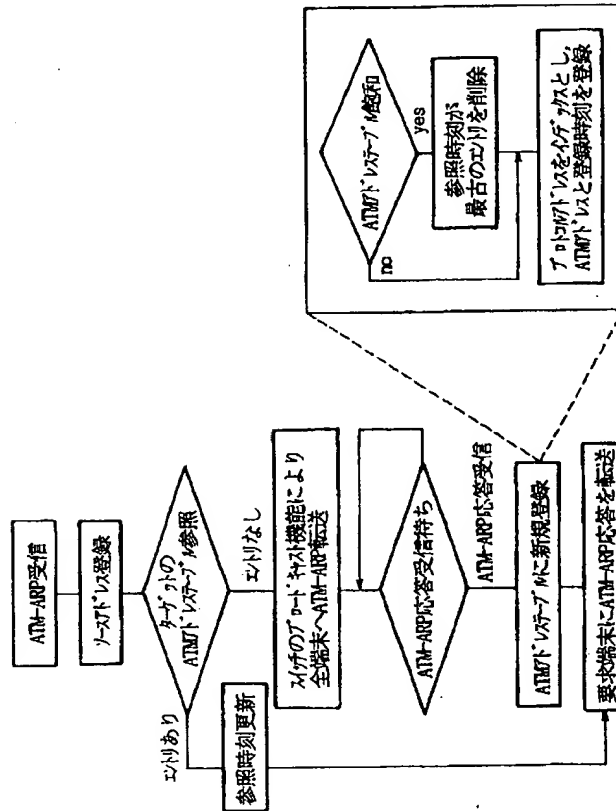 ATM-ARP受信
ソースアドレス登録
ターゲットの
ATMアドレステーブル参照
エントリあり
エントリなし
参照時刻更新
スイッチのブロードキャスト機能により
全端末へATM-ARP転送
ATM-ARP応答受信待ち
ATM-ARP応答受信
ATMアドレステーブルに新規登録
要求端末にATM-ARP応答を転送
ATMアドレステーブル飽和
yes
no
参照時刻が
最古のエントリを削除
プロトコルアドレスをインデックスとし,
ATMアドレスと登録時刻を登録